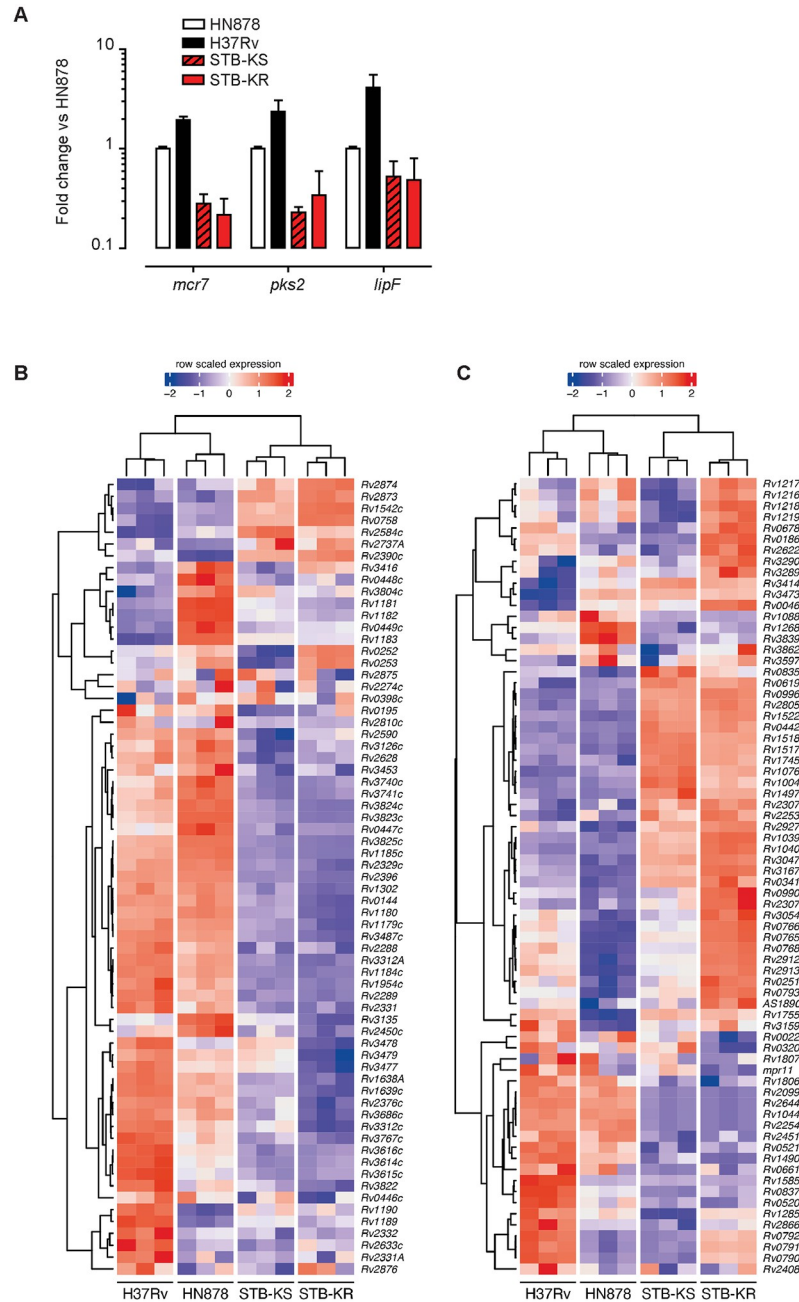 A
HN878
H37Rv
STB-KS
STB-KR
Fold change vs HN878
10
1
0.1
mcr7 pks2 lipF
B
row scaled expression
-2 -1 0 1 2
Rv2874
Rv2873
Rv1542c
Rv0758
Rv2584c
Rv2737A
Rv2390c
Rv3416
Rv0448c
Rv3804c
Rv1181
Rv1182
Rv0449c
Rv1183
Rv0252
Rv0253
Rv2875
Rv2274c
Rv0398c
Rv0195
Rv2810c
Rv2590
Rv3126c
Rv2628
Rv3453
Rv3740c
Rv3741c
Rv3824c
Rv3823c
Rv0447c
Rv3825c
Rv1185c
Rv2329c
Rv2396
Rv1302
Rv0144
Rv1180
Rv1179c
Rv3487c
Rv2288
Rv3312A
Rv1184c
Rv1954c
Rv2289
Rv2331
Rv3135
Rv2450c
Rv3478
Rv3479
Rv3477
Rv1638A
Rv1639c
Rv2376c
Rv3686c
Rv3312c
Rv3767c
Rv3616c
Rv3614c
Rv3615c
Rv3822
Rv0446c
Rv1190
Rv1189
Rv2332
Rv2633c
Rv2331A
Rv2876
H37Rv HN878 STB-KS STB-KR
C
row scaled expression
-2 -1 0 1 2
Rv1217
Rv1216
Rv1218
Rv1219
Rv0678
Rv0186
Rv2622
Rv3290
Rv3289
Rv3414
Rv3473
Rv0046
Rv1088
Rv1268
Rv3839
Rv3862
Rv3597
Rv0835
Rv0619
Rv0996
Rv2805
Rv1522
Rv0442
Rv1518
Rv1517
Rv1745
Rv1076
Rv1004
Rv1497
Rv2307
Rv2253
Rv2927
Rv1039
Rv1040
Rv3047
Rv3167
Rv0341
Rv0990
Rv2307
Rv3054
Rv0766
Rv0765
Rv0768
Rv2912
Rv2913
Rv0251
Rv0793
AS1890
Rv1755
Rv3159
Rv0022
Rv0320
Rv1807
mpr11
Rv1806
Rv2099
Rv2644
Rv1044
Rv2254
Rv2451
Rv0521
Rv1490
Rv0661
Rv1585
Rv0837
Rv0520
Rv1285
Rv2866
Rv0792
Rv0791
Rv0790
Rv2408
H37Rv HN878 STB-KS STB-KR